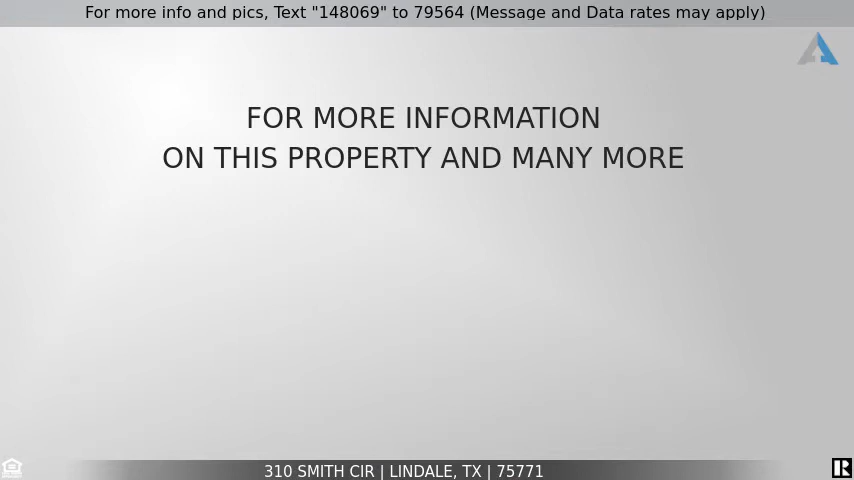 For more info and pics, Text "148069" to 79564 (Message and Data rates may apply)
FOR MORE INFORMATION
ON THIS PROPERTY AND MANY MORE
310 SMITH CIR | LINDALE, TX | 75771